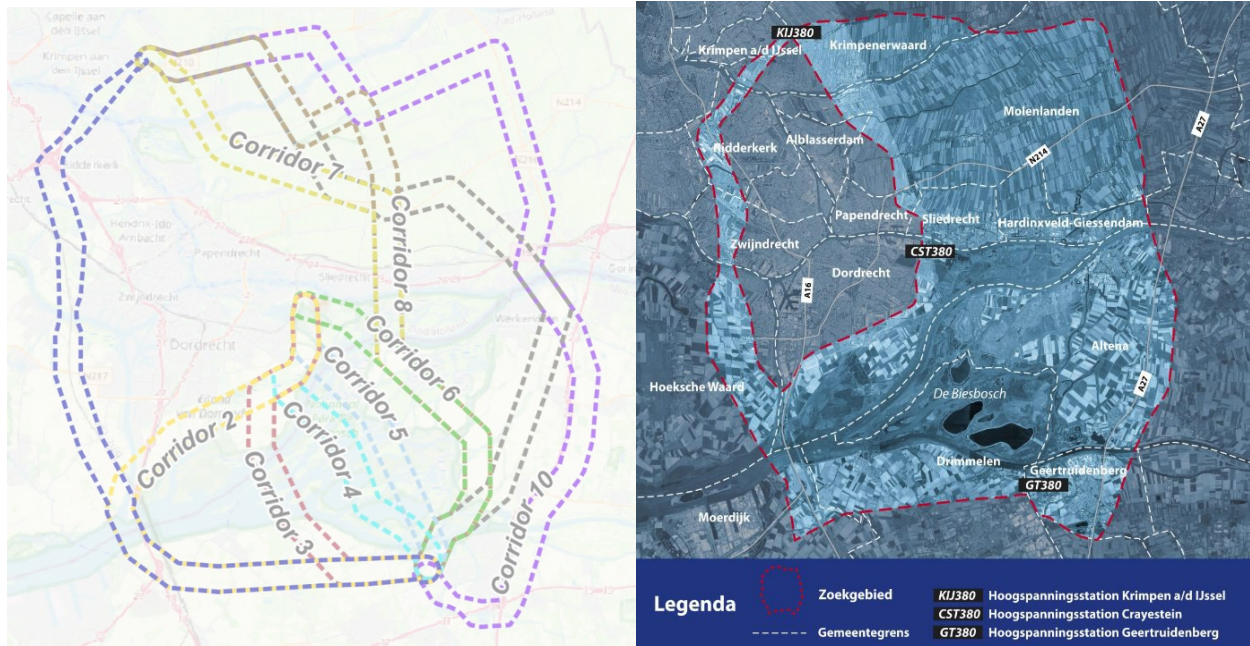 Capelle aan
den IJssel
Krimpen aan
den IJssel
N210
N214
Ridderkerk
Corridor 7
Hendrik-Ido-
Ambacht
Papendrecht
Sliedrecht
Zwijndrecht
Corridor 8
Werkendam
Dordrecht
N217
Corridor 6
Corridor 5
Corridor 2
Corridor 4
Corridor 3
Corridor 10
KIJ380
Krimpen a/d IJssel
Krimpenerwaard
Molenlanden
A27
Ridderkerk
Alblasserdam
N214
Papendrecht
Sliedrecht
Hardinxveld-Giessendam
Zwijndrecht
CST380
Dordrecht
A16
Altena
Hoeksche Waard
A27
De Biesbosch
Drimmelen
Geertruidenberg
GT380
Moerdijk
Legenda
Zoekgebied
Gemeentegrens
KIJ380 Hoogspanningsstation Krimpen a/d IJssel
CST380 Hoogspanningsstation Crayestein
GT380 Hoogspanningsstation Geertruidenberg